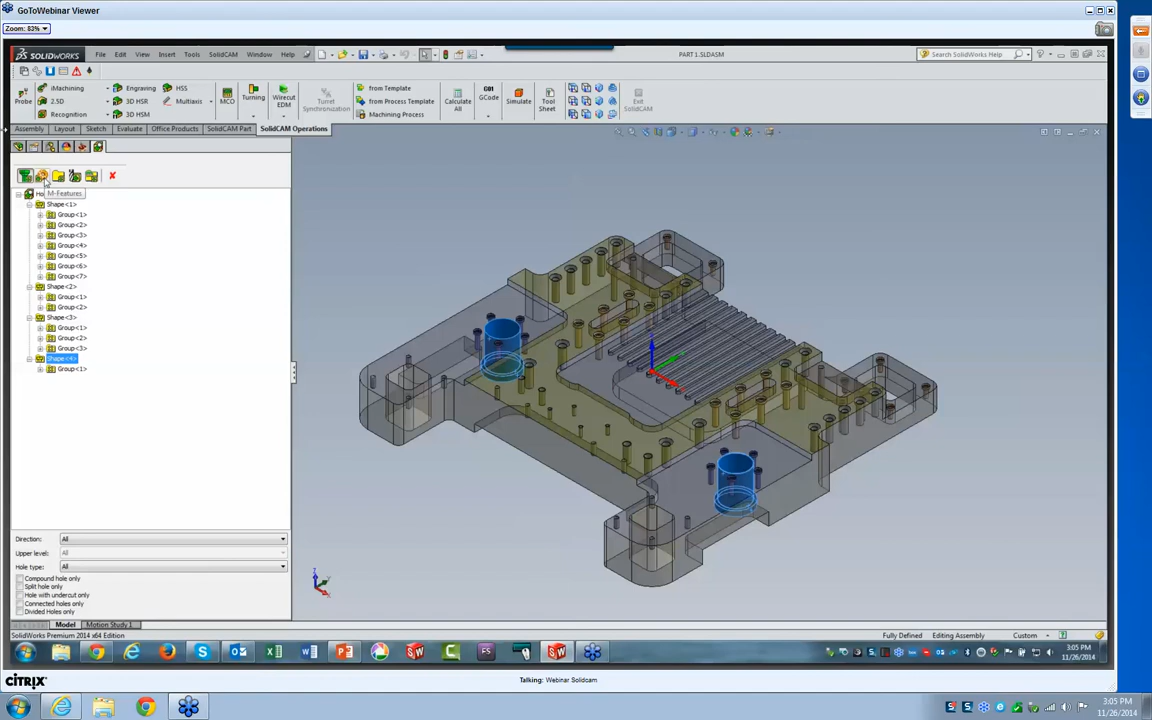 GoToWebinar Viewer
Zoom: 83%
SOLIDWORKS File Edit View Insert Tools SolidCAM Window Help PART 1.SLDASM Search SolidWorks Help
Probe
iMachining
2.5D
Recognition
Engraving
3D HSR
3D HSM
HSS
Multiaxis
MCO
Turning
Wirecut EDM
Turret Synchronization
from Template
from Process Template
Machining Process
Calculate All
G01
GCode
Simulate
Tool Sheet
Exit SolidCAM
Assembly Layout Sketch Evaluate Office Products SolidCAM Part SolidCAM Operations
M-Features
Shape<1>
Group<1>
Group<2>
Group<3>
Group<4>
Group<5>
Group<6>
Group<7>
Shape<2>
Group<1>
Group<2>
Shape<3>
Group<1>
Group<2>
Group<3>
Shape<4>
Group<1>
Direction: All
Upper level: All
Hole type: All
Compound hole only
Split hole only
Hole with undercut only
Connected holes only
Divided Holes only
Model Motion Study 1
SolidWorks Premium 2014 x64 Edition Fully Defined Editing Assembly Custom
3:05 PM
11/26/2014
CITRIX Talking: Webinar Solidcam
3:05 PM
11/26/2014